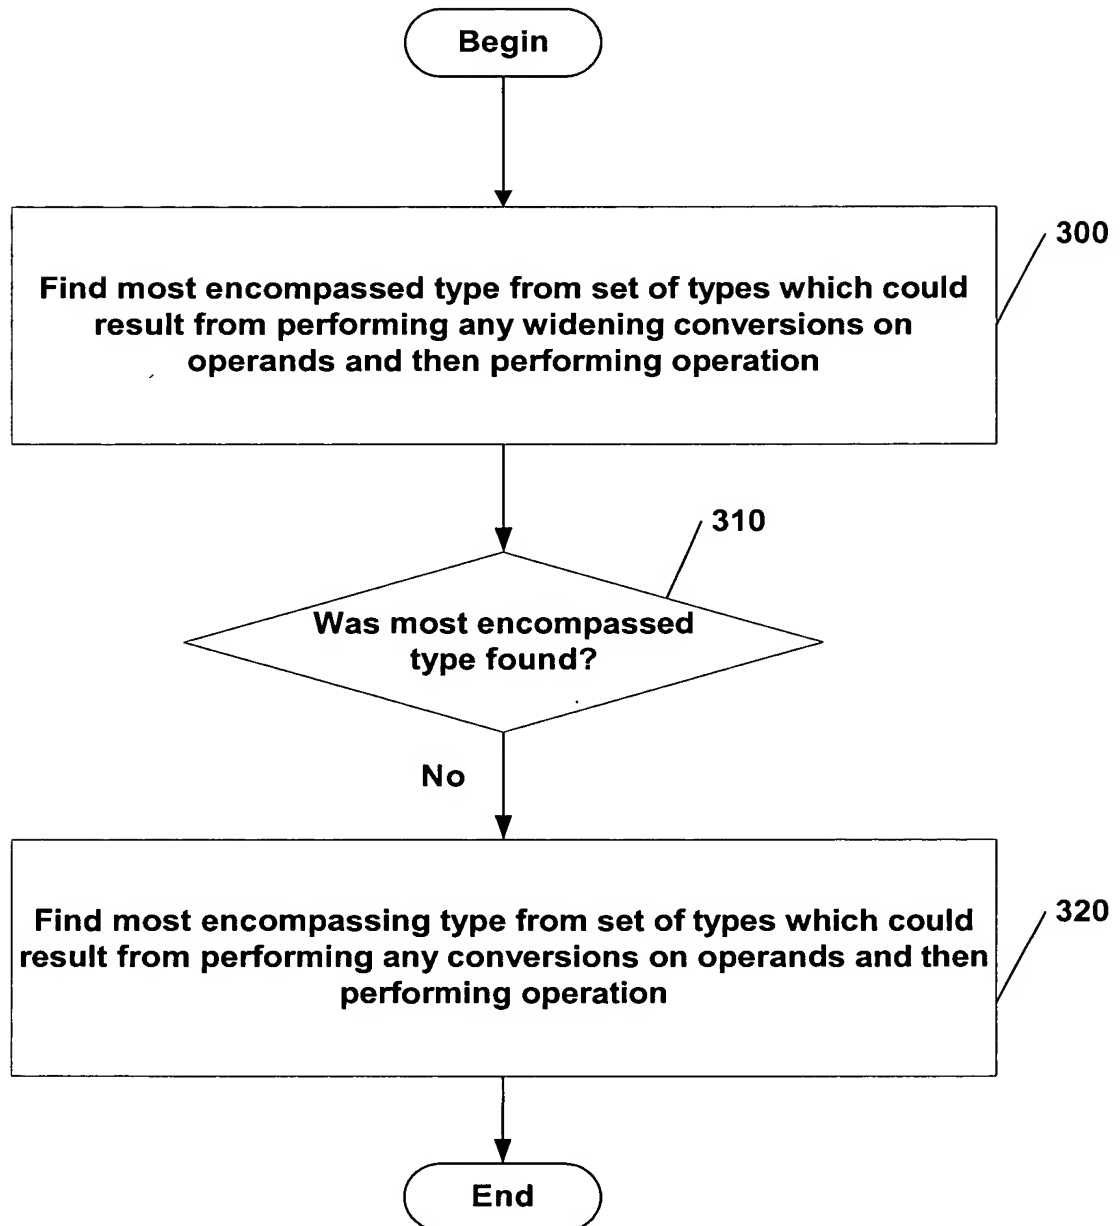 Begin
300
Find most encompassed type from set of types which could
result from performing any widening conversions on
operands and then performing operation
310
Was most encompassed
type found?
No
320
Find most encompassing type from set of types which could
result from performing any conversions on operands and then
performing operation
End